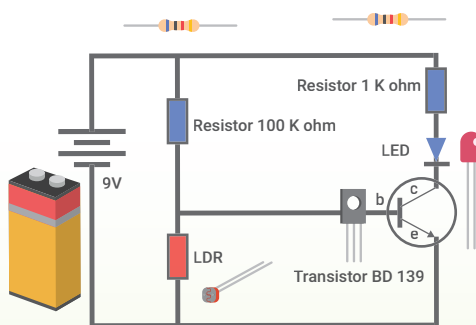 Resistor 1 K ohm
Resistor 100 K ohm
LED
9V
b
c
e
LDR
Transistor BD 139